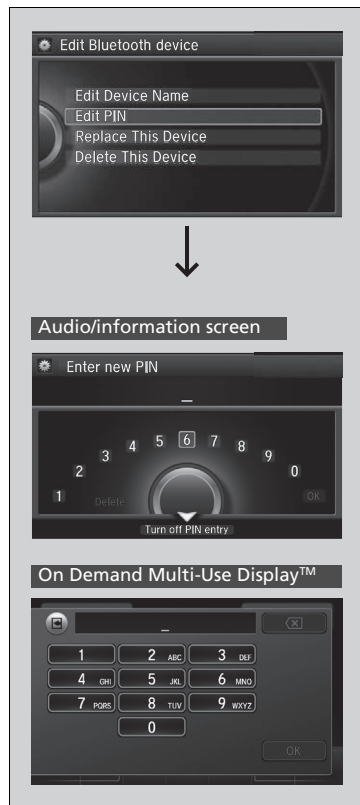 Edit Bluetooth device
Edit Device Name
Edit PIN
Replace This Device
Delete This Device
Audio/information screen
Enter new PIN
_
1 2 3 4 5 6 7 8 9 0
Delete
OK
Turn off PIN entry
On Demand Multi-Use Display™
_
1 2 ABC 3 DEF
4 GHI 5 JKL 6 MNO
7 PQRS 8 TUV 9 WXYZ
0
OK